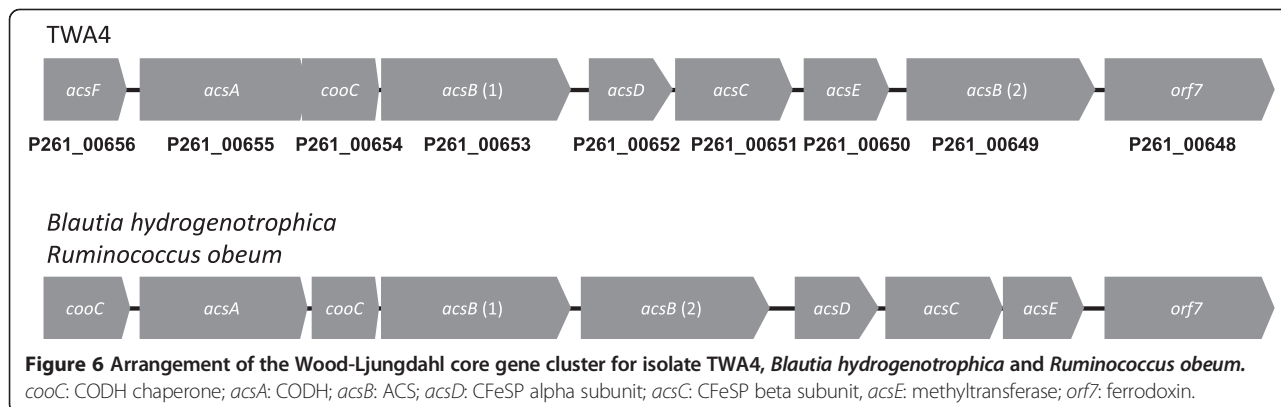 TWA4
acsF acsA cooC acsB (1) acsD acsC acsE acsB (2) orf7
P261_00656 P261_00655 P261_00654 P261_00653 P261_00652 P261_00651 P261_00650 P261_00649 P261_00648
Blautia hydrogenotrophica
Ruminococcus obeum
cooC acsA cooC acsB (1) acsB (2) acsD acsC acsE orf7
Figure 6 Arrangement of the Wood-Ljungdahl core gene cluster for isolate TWA4, Blautia hydrogenotrophica and Ruminococcus obeum.
cooC: CODH chaperone; acsA: CODH; acsB: ACS; acsD: CFeSP alpha subunit; acsC: CFeSP beta subunit, acsE: methyltransferase; orf7: ferrodoxin.